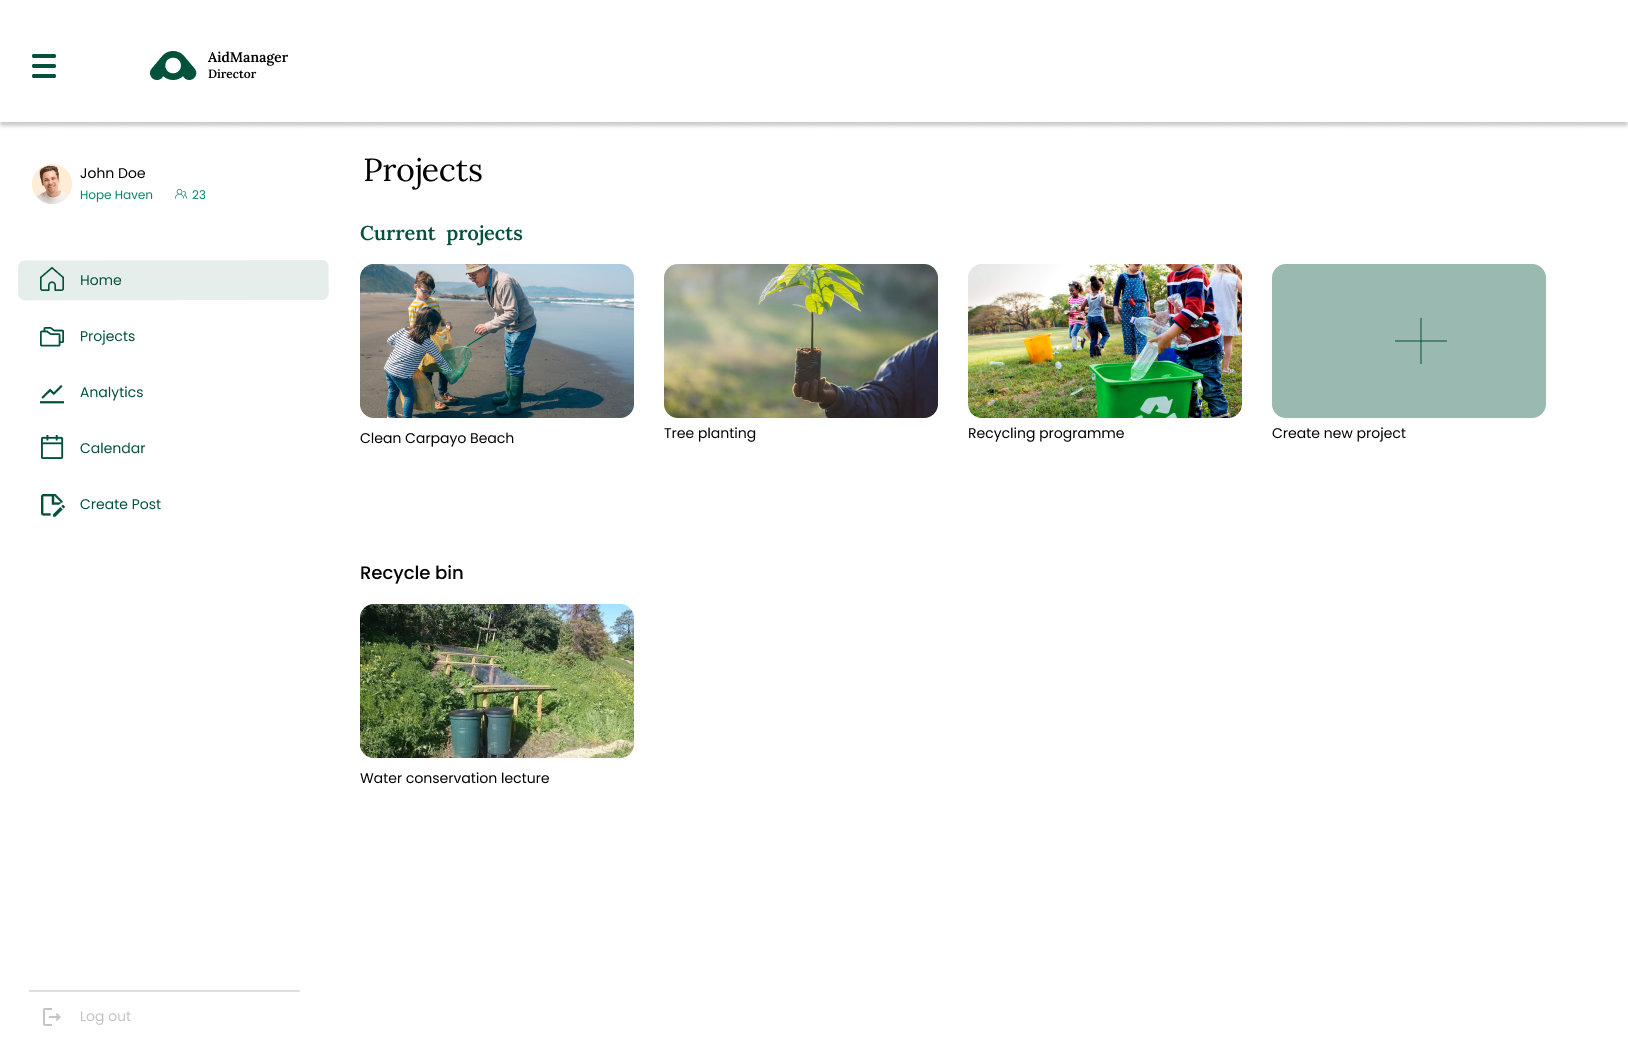 AidManager
Director
John Doe
Hope Haven 23
Home
Projects
Analytics
Calendar
Create Post
Log out
Projects
Current projects
Clean Carpayo Beach
Tree planting
Recycling programme
Create new project
Recycle bin
Water conservation lecture